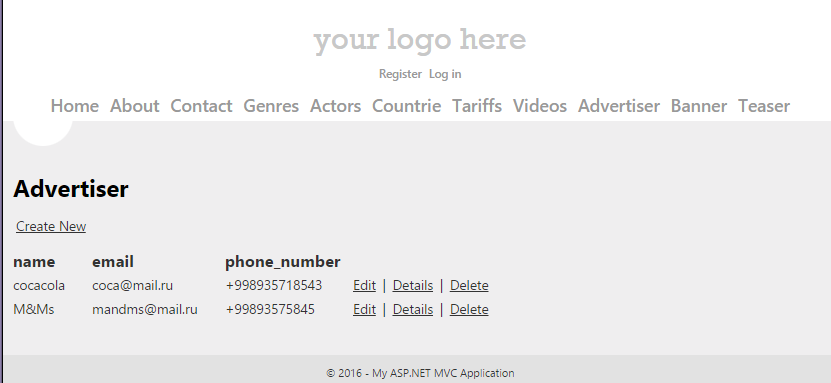 your logo here
Register Log in
Home About Contact Genres Actors Countrie Tariffs Videos Advertiser Banner Teaser
Advertiser
Create New
name email phone_number
cocacola coca@mail.ru +998935718543 Edit | Details | Delete
M&Ms mandms@mail.ru +99893575845 Edit | Details | Delete
© 2016 - My ASP.NET MVC Application